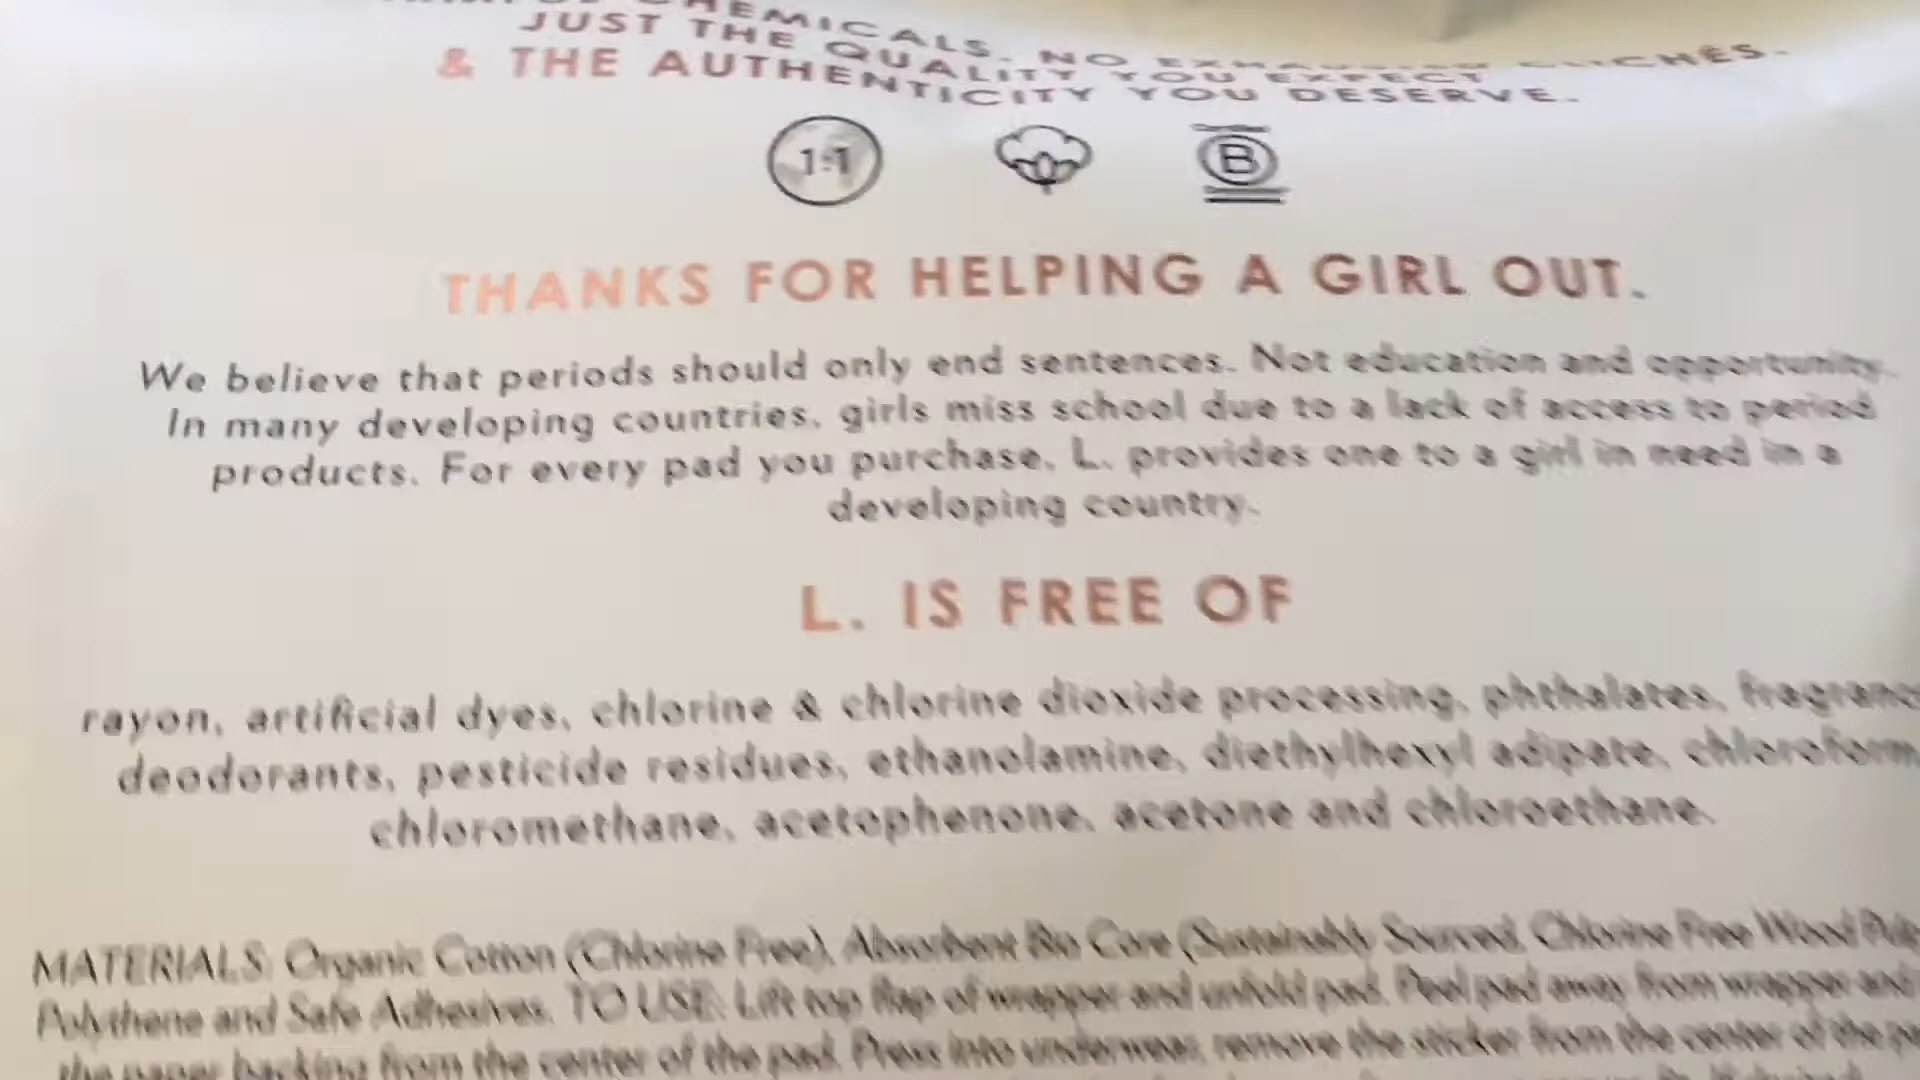 CHEMICALS. NO EXHAUSTED CLICHÉS.
JUST THE QUALITY YOU EXPECT
& THE AUTHENTICITY YOU DESERVE.
1:1
B
THANKS FOR HELPING A GIRL OUT.
We believe that periods should only end sentences. Not education and opportunity.
In many developing countries, girls miss school due to a lack of access to period
products. For every pad you purchase, L. provides one to a girl in need in a
developing country.
L. IS FREE OF
rayon, artificial dyes, chlorine & chlorine dioxide processing, phthalates,
deodorants, pesticide residues, ethanolamine, diethylhexyl adipate, chloroform,
chloromethane, acetophenone, acetone and chloroethane.
MATERIALS: Organic Cotton (Chlorine Free), Absorbent Bio Core (Sustainably Sourced, Chlorine Free Wood
Polythene and Safe Adhesives. TO USE: Lift top flap of wrapper and unfold pad. Peel pad away from wrapper and
the paper backing from the center of the pad. Press into underwear, remove the sticker from the center of the